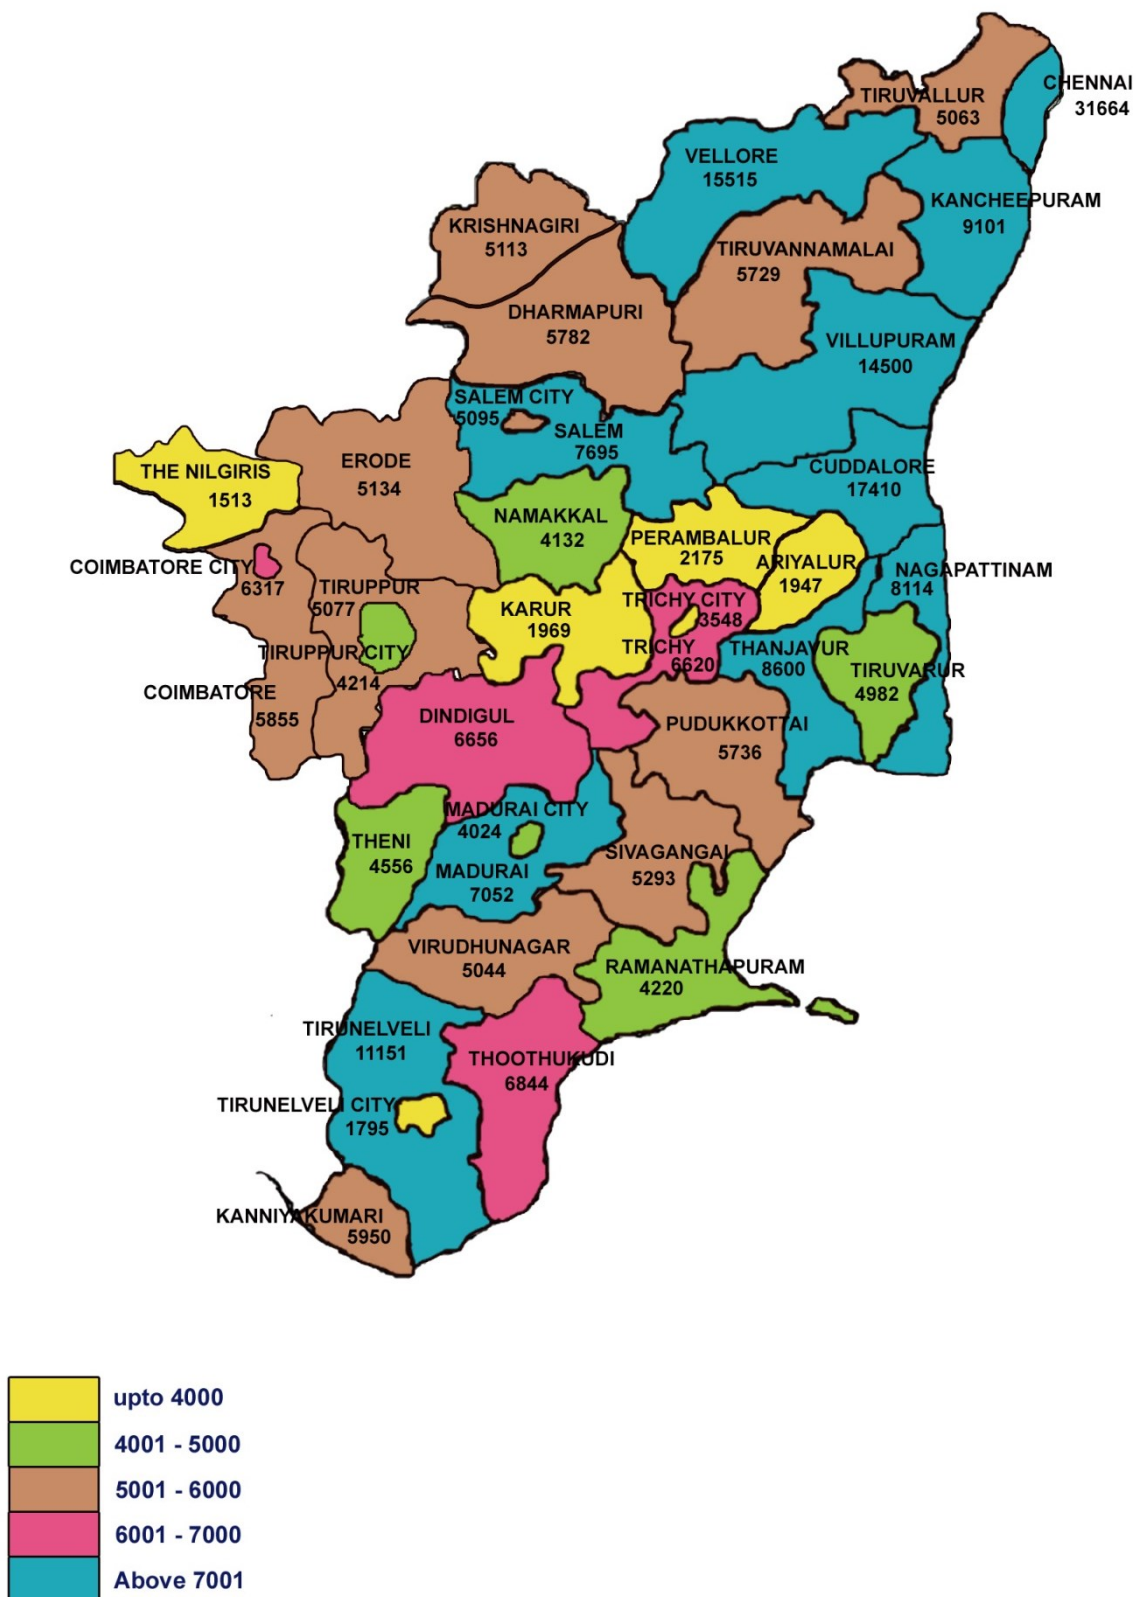 CHENNAI
31664
TIRUVALLUR
5063
VELLORE
15515
KANCHEEPURAM
9101
KRISHNAGIRI
5113
TIRUVANNAMALAI
5729
DHARMAPURI
5782
VILLUPURAM
14500
SALEM CITY
5095
SALEM
7695
ERODE
5134
THE NILGIRIS
1513
CUDDALORE
17410
NAMAKKAL
4132
PERAMBALUR
2175
ARIYALUR
1947
COIMBATORE CITY
6317
NAGAPATTINAM
8114
TIRUPPUR
5077
KARUR
1969
TRICHY CITY
3548
TRICHY
6620
THANJAVUR
8600
TIRUVARUR
4982
TIRUPPUR CITY
4214
COIMBATORE
5855
DINDIGUL
6656
PUDUKKOTTAI
5736
MADURAI CITY
4024
THENI
4556
MADURAI
7052
SIVAGANGAI
5293
VIRUDHUNAGAR
5044
RAMANATHAPURAM
4220
TIRUNELVELI
11151
THOOTHUKUDI
6844
TIRUNELVELI CITY
1795
KANNIYAKUMARI
5950
upto 4000
4001 - 5000
5001 - 6000
6001 - 7000
Above 7001